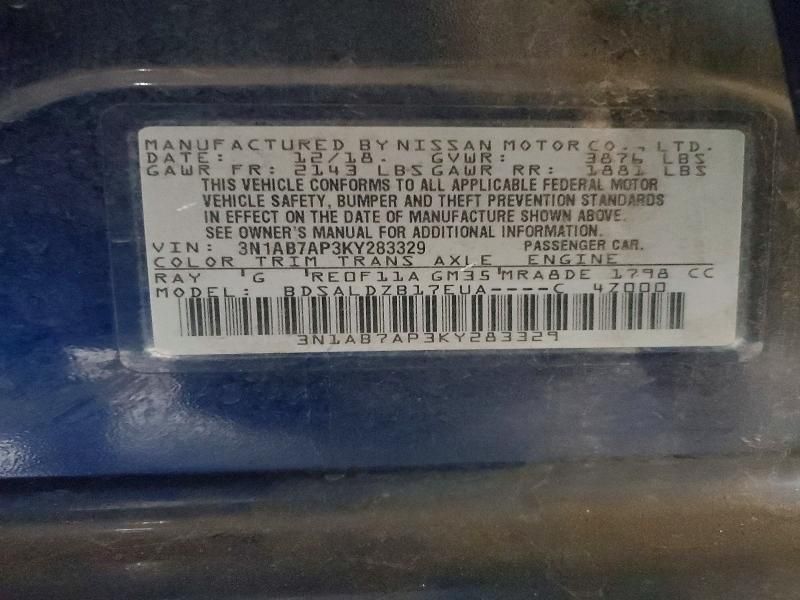 MANUFACTURED BY NISSAN MOTOR CO., LTD.
DATE: 12/18. GVWR: 3876 LBS
GAWR FR: 2143 LBS GAWR RR: 1881 LBS
THIS VEHICLE CONFORMS TO ALL APPLICABLE FEDERAL MOTOR
VEHICLE SAFETY, BUMPER AND THEFT PREVENTION STANDARDS
IN EFFECT ON THE DATE OF MANUFACTURE SHOWN ABOVE.
SEE OWNER'S MANUAL FOR ADDITIONAL INFORMATION.
VIN: 3N1AB7AP3KY283329 PASSENGER CAR.
COLOR TRIM TRANS AXLE ENGINE
RAY 'G 'RE0F11A GM35'MRA8DE 1798 CC
MODEL: BDSALDZB17EUA----C 47000
3N1AB7AP3KY283329